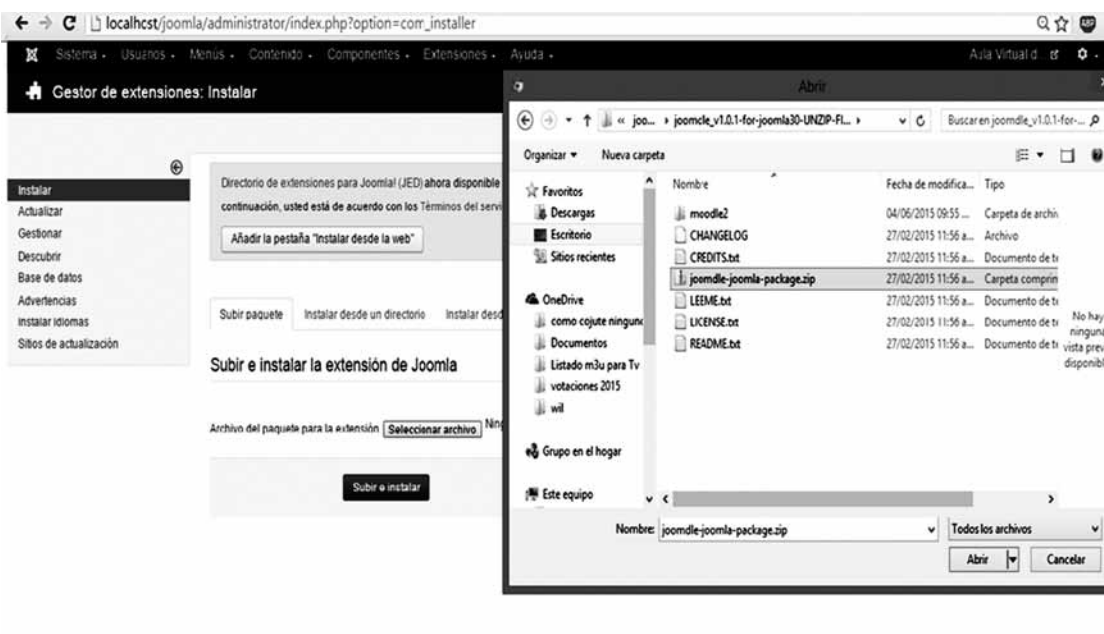 localhost/joomla/administrator/index.php?option=com_installer
Sistema Usuarios Menús Contenido Componentes Extensiones Ayuda
Aula Virtual d...
Gestor de extensiones: Instalar
Instalar
Actualizar
Gestionar
Descubrir
Base de datos
Advertencias
Instalar idiomas
Sitios de actualización
Directorio de extensiones para Joomla! (JED) ahora disponible
continuación, usted está de acuerdo con los Términos del servi
Añadir la pestaña "Instalar desde la web"
Subir paquete Instalar desde un directorio Instalar desd
Subir e instalar la extensión de Joomla
Archivo del paquete para la extensión Seleccionar archivo Ning
Subir e instalar
Abrir
« joo... joomcle_v1.0.1-for-joomla30-UNZIP-FI...
Buscar en joomdle_v1.0.1-for-...
Organizar Nueva carpeta
Favoritos
Descargas
Escritorio
Sitios recientes
OneDrive
como cojute ninguno
Documentos
Listado m3u para Tv
votaciones 2015
wil
Grupo en el hogar
Este equipo
Nombre Fecha de modifica... Tipo
moodle2 04/06/2015 09:55 ... Carpeta de archiv
CHANGELOG 27/02/2015 11:56 a... Archivo
CREDITS.txt 27/02/2015 11:56 a... Documento de te
joomdle-joomla-package.zip 27/02/2015 11:56 a... Carpeta comprin
LEEME.txt 27/02/2015 11:56 a... Documento de te
LICENSE.txt 27/02/2015 11:56 a... Documento de te
README.txt 27/02/2015 11:56 a... Documento de te
No hay
ninguna
vista prev
disponibl
Nombre: joomdle-joomla-package.zip
Todos los archivos
Abrir Cancelar